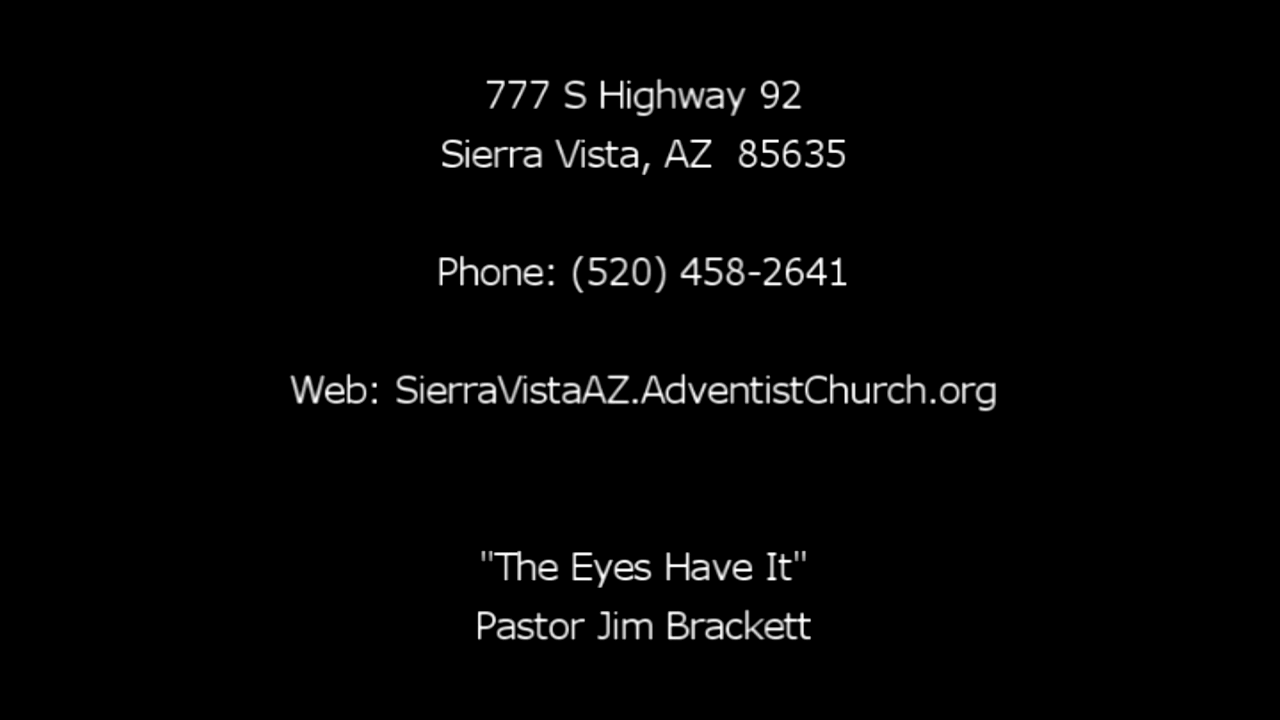 777 S Highway 92
Sierra Vista, AZ  85635
Phone: (520) 458-2641
Web: SierraVistaAZ.AdventistChurch.org
"The Eyes Have It"
Pastor Jim Brackett